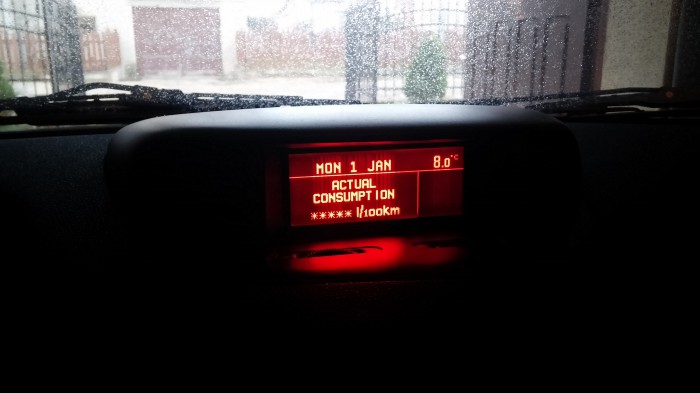 MON 1 JAN 8.0°C
ACTUAL
CONSUMPTION
***** l/100km